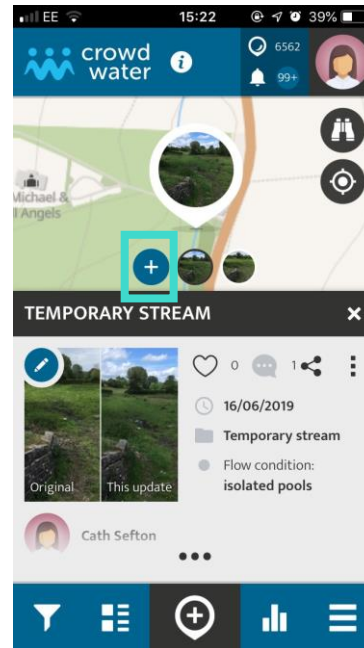 EE 15:22 39%
crowd
water
i
6562
99+
Michael &
l Angels
TEMPORARY STREAM
0 1
16/06/2019
Temporary stream
Flow condition:
isolated pools
Original This update
Cath Sefton